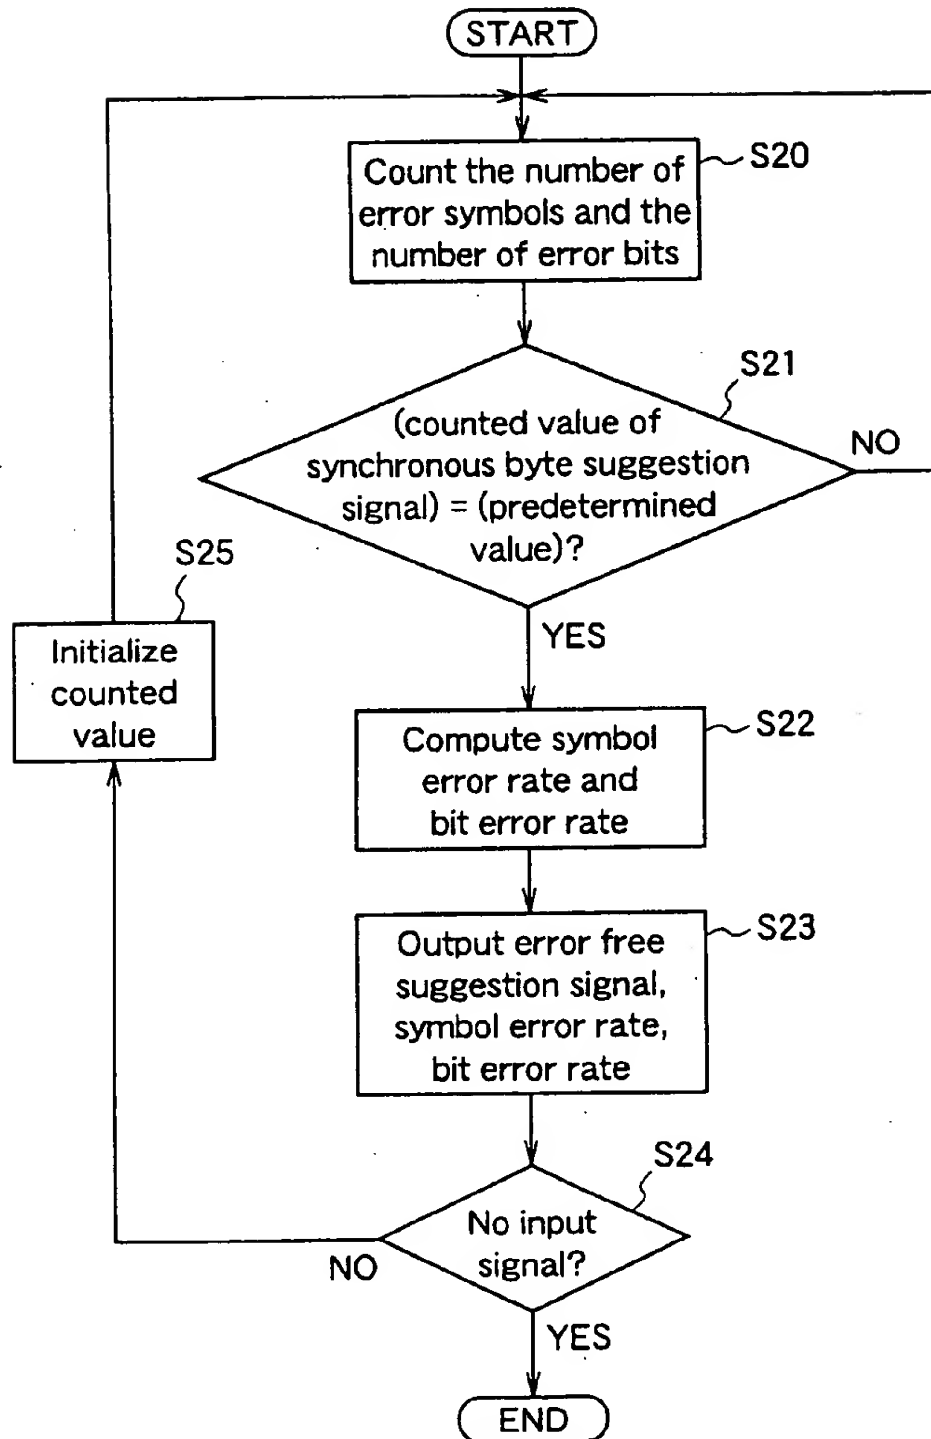 START
Count the number of
error symbols and the
number of error bits
S20
(counted value of
synchronous byte suggestion
signal) = (predetermined
value)?
S21
NO
YES
S25
Initialize
counted
value
Compute symbol
error rate and
bit error rate
S22
Output error free
suggestion signal,
symbol error rate,
bit error rate
S23
No input
signal?
S24
NO
YES
END